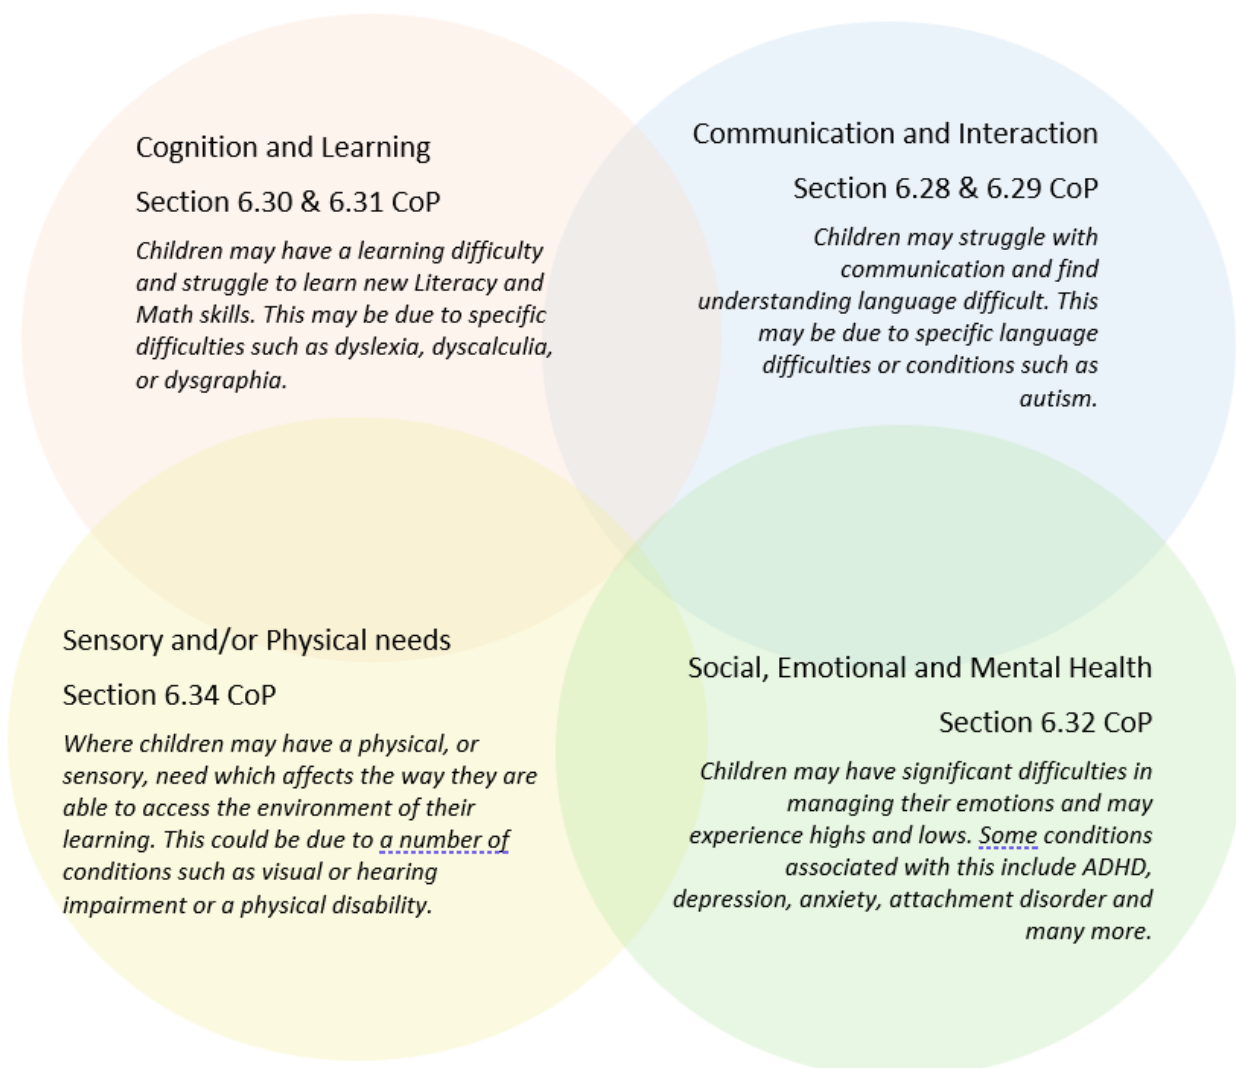 Cognition and Learning
Section 6.30 & 6.31 CoP
Children may have a learning difficulty
and struggle to learn new Literacy and
Math skills. This may be due to specific
difficulties such as dyslexia, dyscalculia,
or dysgraphia.
Communication and Interaction
Section 6.28 & 6.29 CoP
Children may struggle with
communication and find
understanding language difficult. This
may be due to specific language
difficulties or conditions such as
autism.
Sensory and/or Physical needs
Section 6.34 CoP
Where children may have a physical, or
sensory, need which affects the way they are
able to access the environment of their
learning. This could be due to a number of
conditions such as visual or hearing
impairment or a physical disability.
Social, Emotional and Mental Health
Section 6.32 CoP
Children may have significant difficulties in
managing their emotions and may
experience highs and lows. Some conditions
associated with this include ADHD,
depression, anxiety, attachment disorder and
many more.